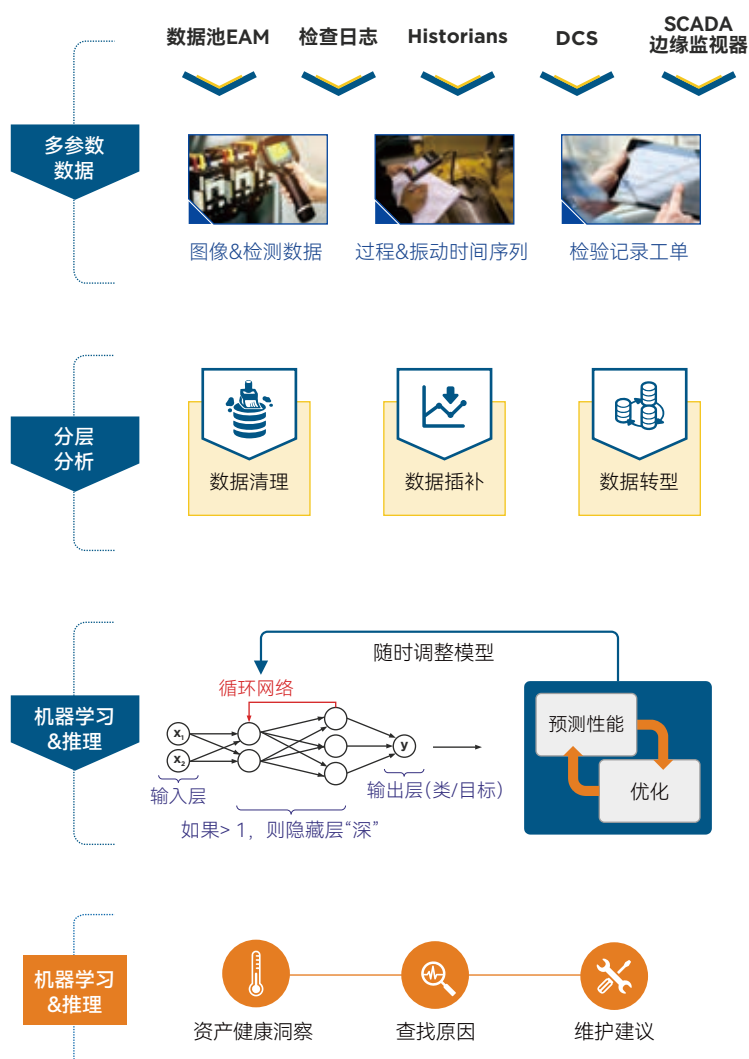 数据池EAM
检查日志
Historians
DCS
SCADA
边缘监视器
多参数
数据
图像&检测数据
过程&振动时间序列
检验记录工单
分层
分析
数据清理
数据插补
数据转型
随时调整模型
循环网络
机器学习
&推理
x₁
x₂
y
输入层
输出层(类/目标)
如果> 1，则隐藏层“深”
预测性能
优化
机器学习
&推理
资产健康洞察
查找原因
维护建议